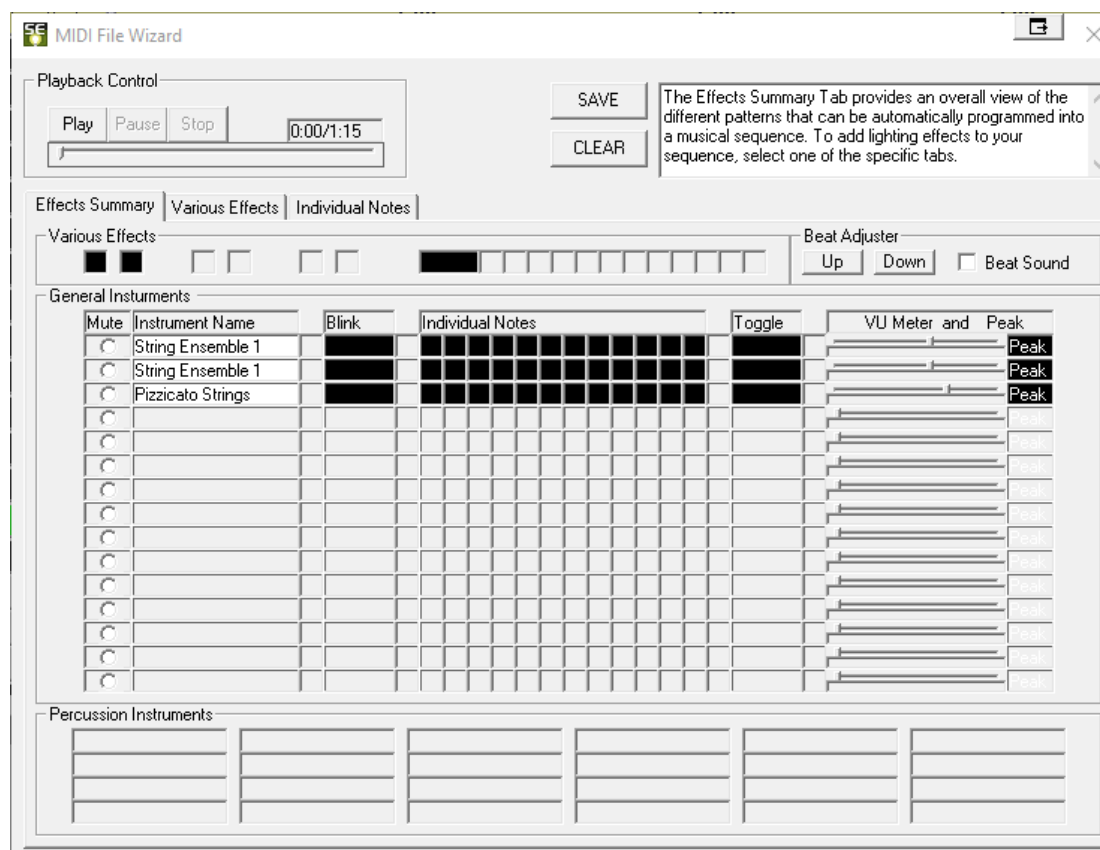 SE MIDI File Wizard
Playback Control
Play Pause Stop 0:00/1:15
SAVE
CLEAR
The Effects Summary Tab provides an overall view of the
different patterns that can be automatically programmed into
a musical sequence. To add lighting effects to your
sequence, select one of the specific tabs.
Effects Summary Various Effects Individual Notes
Various Effects
Beat Adjuster
Up Down Beat Sound
General Insturments
Mute Instrument Name Blink Individual Notes Toggle VU Meter and Peak
String Ensemble 1 Peak
String Ensemble 1 Peak
Pizzicato Strings Peak
Peak
Peak
Peak
Peak
Peak
Peak
Peak
Peak
Peak
Peak
Peak
Peak
Percussion Instruments